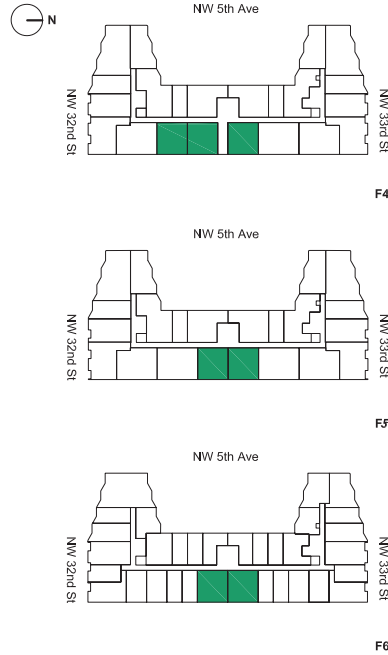 N
NW 5th Ave
NW 32nd St
NW 33rd St
F4
NW 5th Ave
NW 32nd St
NW 33rd St
F5
NW 5th Ave
NW 32nd St
NW 33rd St
F6